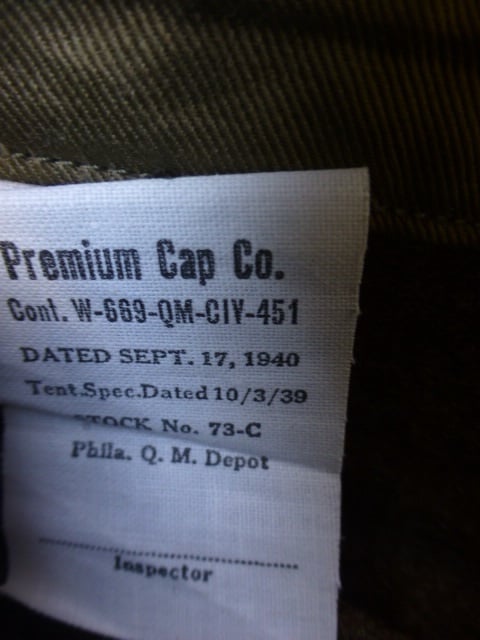 Premium Cap Co.
Cont. W-669-QM-CIV-451
DATED SEPT. 17, 1940
Tent.Spec.Dated 10/3/39
STOCK No. 73-C
Phila. Q. M. Depot
Inspector